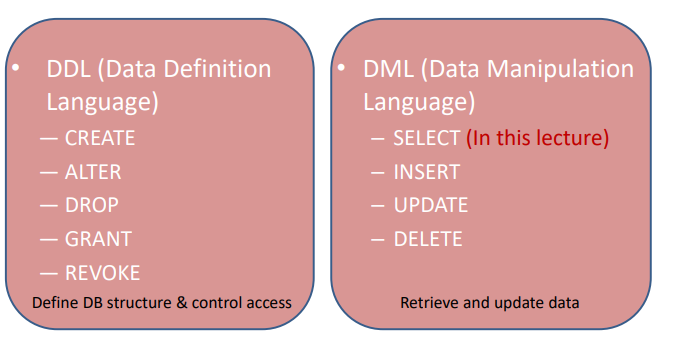 • DDL (Data Definition
Language)
— CREATE
— ALTER
— DROP
— GRANT
— REVOKE
Define DB structure & control access
• DML (Data Manipulation
Language)
– SELECT (In this lecture)
– INSERT
– UPDATE
– DELETE
Retrieve and update data